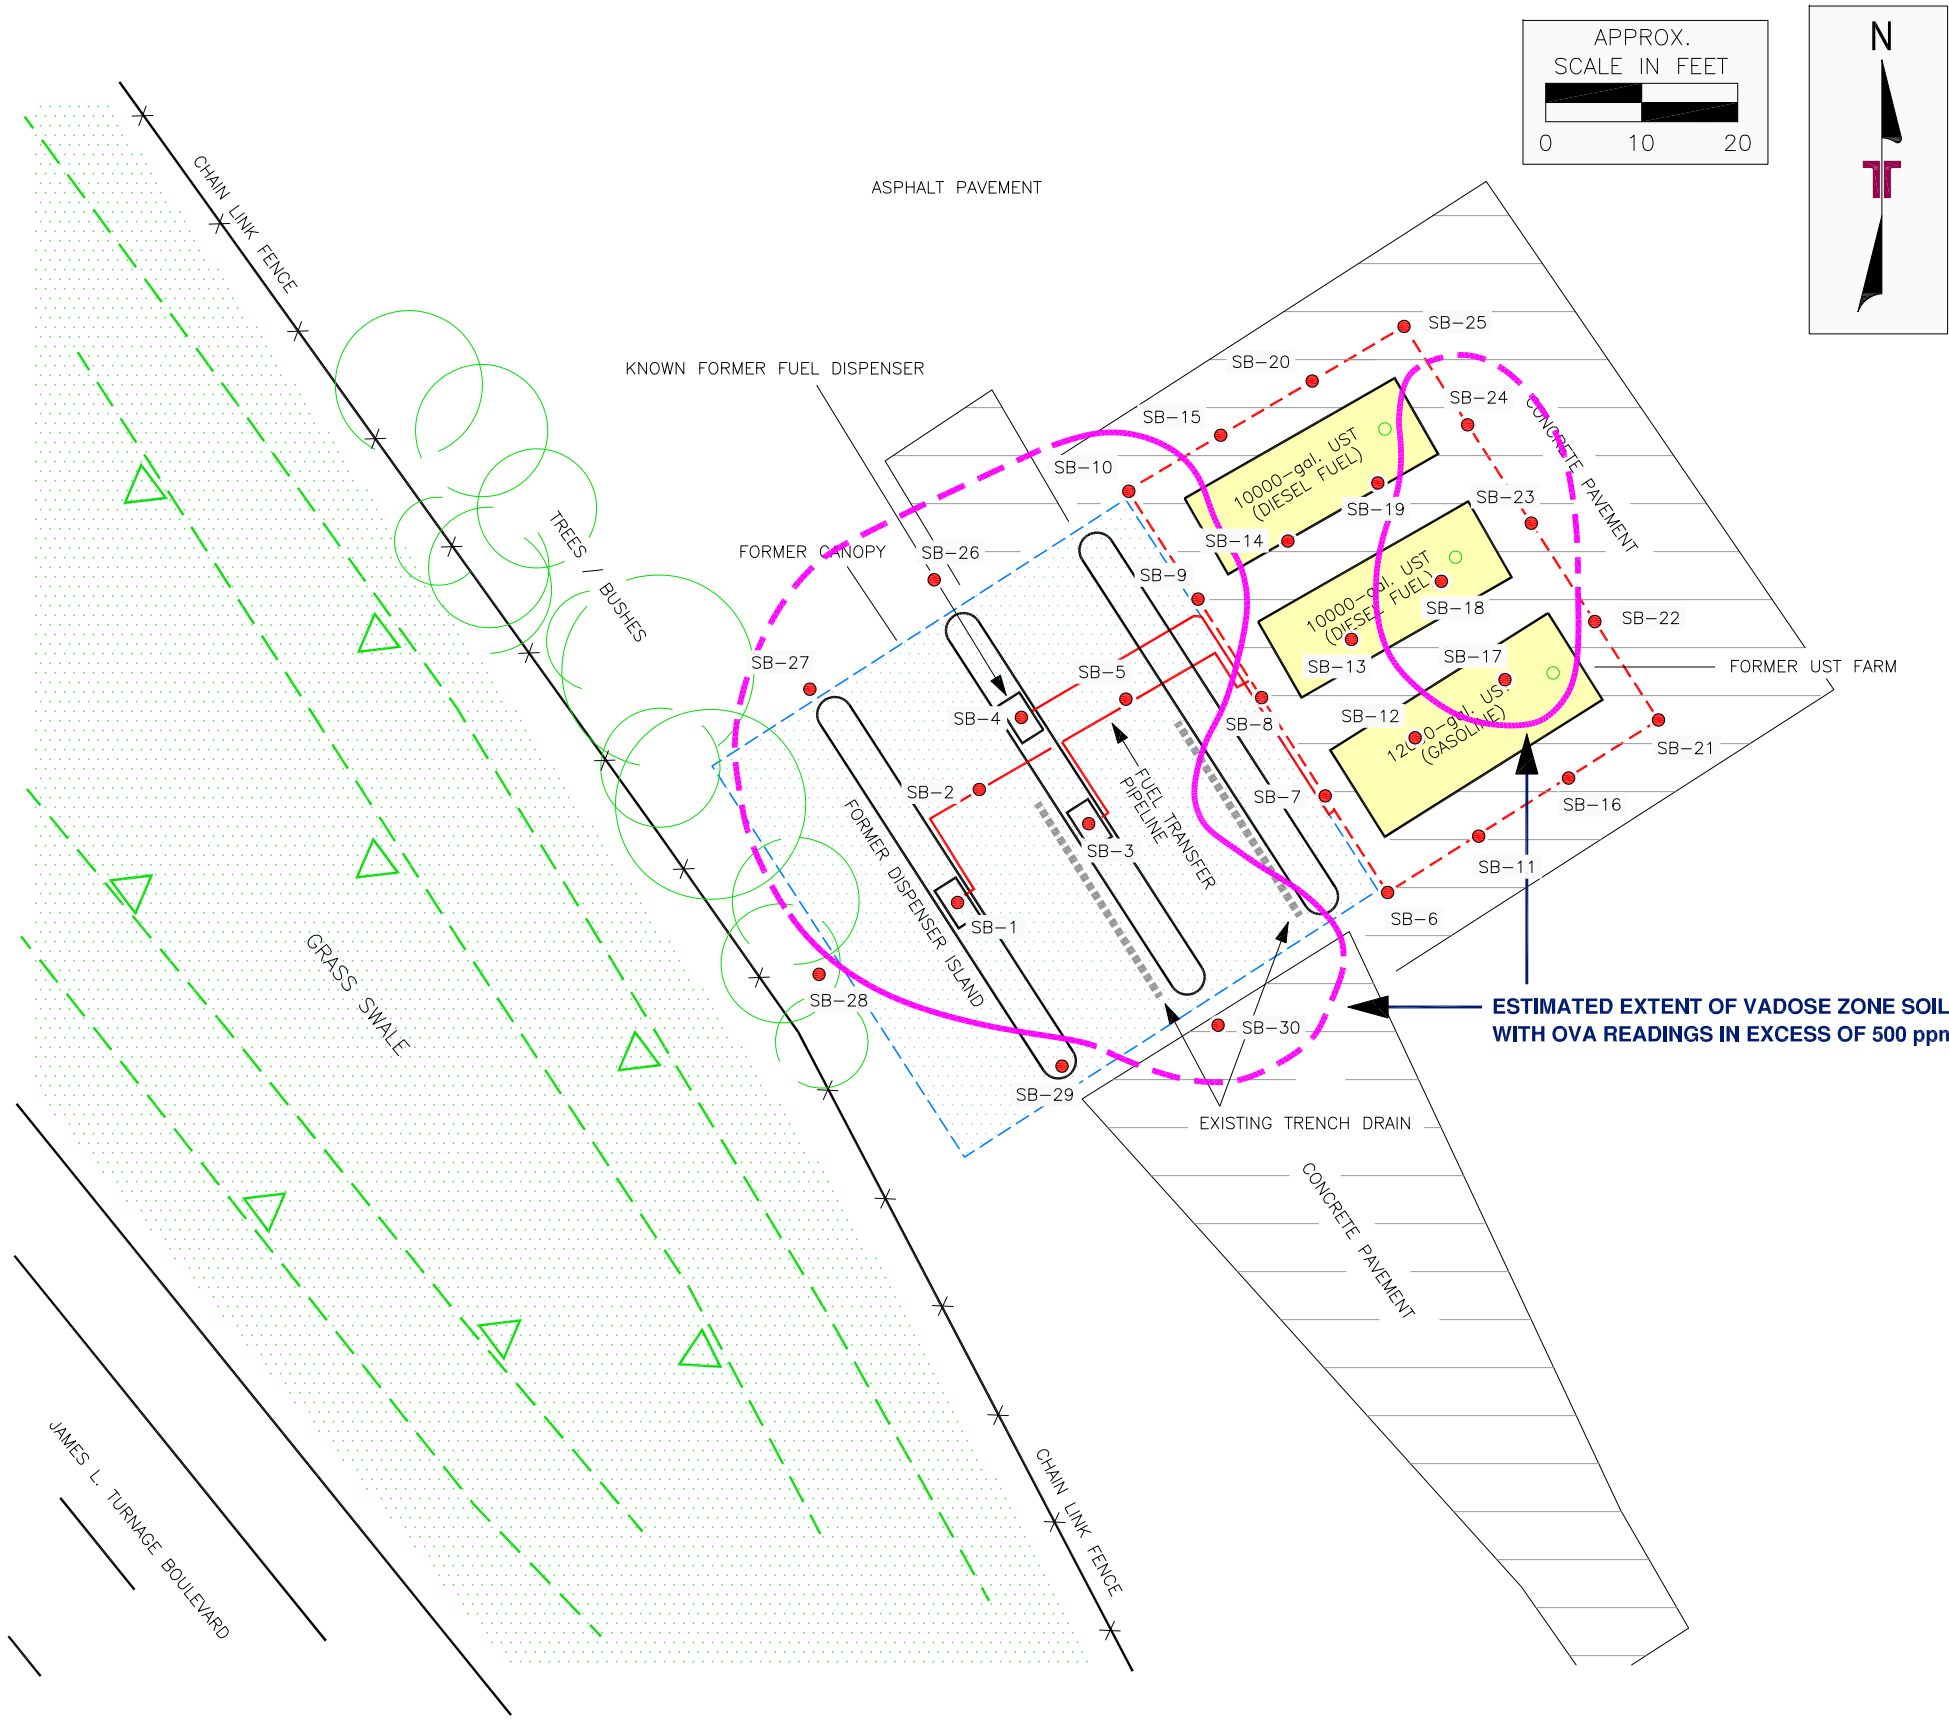 APPROX.
SCALE IN FEET
0 10 20
N
CHAIN LINK FENCE
ASPHALT PAVEMENT
KNOWN FORMER FUEL DISPENSER
SB-25
SB-20
SB-24
SB-15
CONCRETE PAVEMENT
10000-gal. UST
(DIESEL FUEL)
SB-10
SB-23
SB-19
TREES / BUSHES
FORMER CANOPY
SB-26
SB-14
SB-9
10000-gal. UST
(DIESEL FUEL)
SB-18
SB-22
SB-27
SB-5
SB-13
SB-17
FORMER UST FARM
SB-4
SB-8
SB-12
12000-gal. UST
(GASOLINE)
SB-21
SB-2
FUEL TRANSFER
PIPELINE
SB-7
SB-16
SB-3
FORMER DISPENSER ISLAND
SB-11
SB-1
SB-6
GRASS SWALE
SB-28
SB-30
ESTIMATED EXTENT OF VADOSE ZONE SOIL
WITH OVA READINGS IN EXCESS OF 500 ppm
SB-29
EXISTING TRENCH DRAIN
CONCRETE PAVEMENT
JAMES L. TURNAGE BOULEVARD
CHAIN LINK FENCE